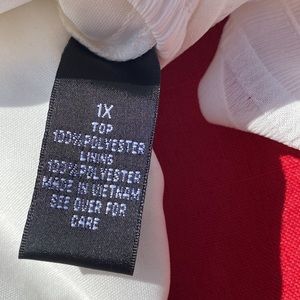 1X
TOP
100% POLYESTER
LINING
100% POLYESTER
MADE IN VIETNAM
SEE OVER FOR
CARE